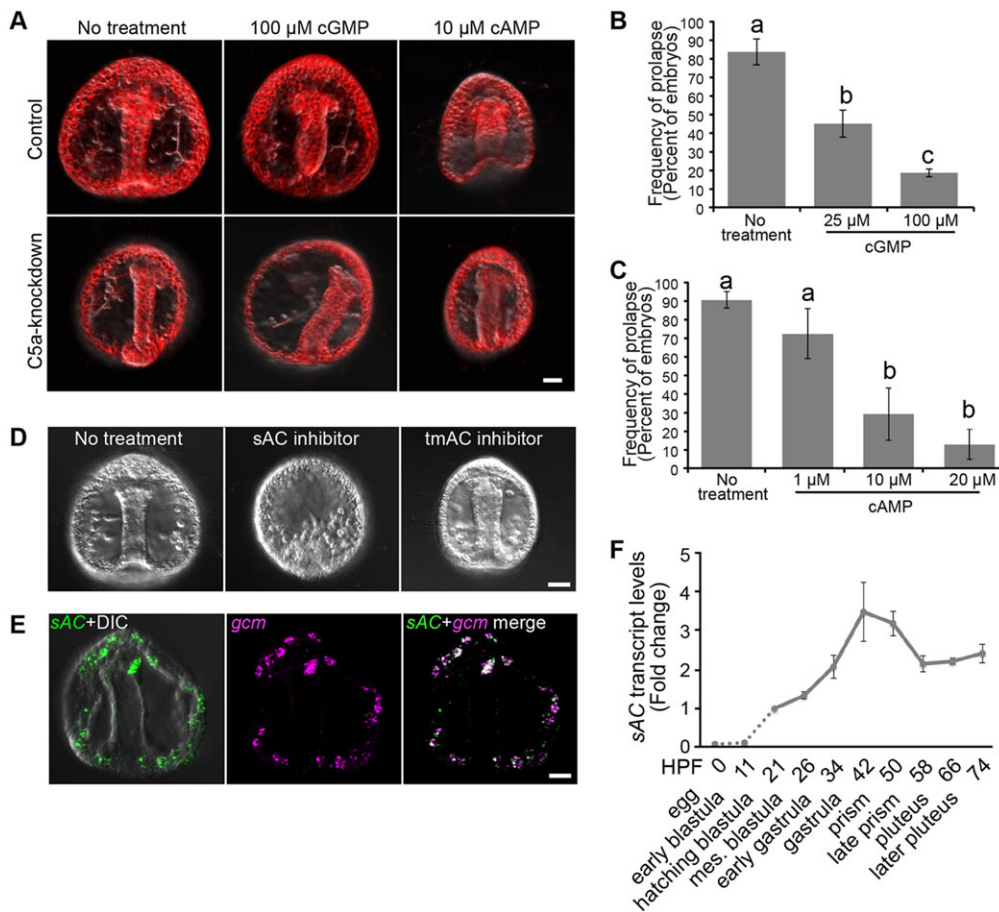 A
No treatment
100 µM cGMP
10 µM cAMP
Control
C5a-knockdown
B
Frequency of prolapse
(Percent of embryos)
100
90
80
70
60
50
40
30
20
10
0
a
b
c
No treatment
25 µM
100 µM
cGMP
C
Frequency of prolapse
(Percent of embryos)
100
90
80
70
60
50
40
30
20
10
0
a
a
b
b
No treatment
1 µM
10 µM
20 µM
cAMP
D
No treatment
sAC inhibitor
tmAC inhibitor
E
sAC+DIC
gcm
sAC+gcm merge
F
sAC transcript levels
(Fold change)
5
4
3
2
1
0
HPF
0
11
21
26
34
42
50
58
66
74
egg
early blastula
hatching blastula
mes. blastula
early gastrula
gastrula
prism
late prism
pluteus
later pluteus